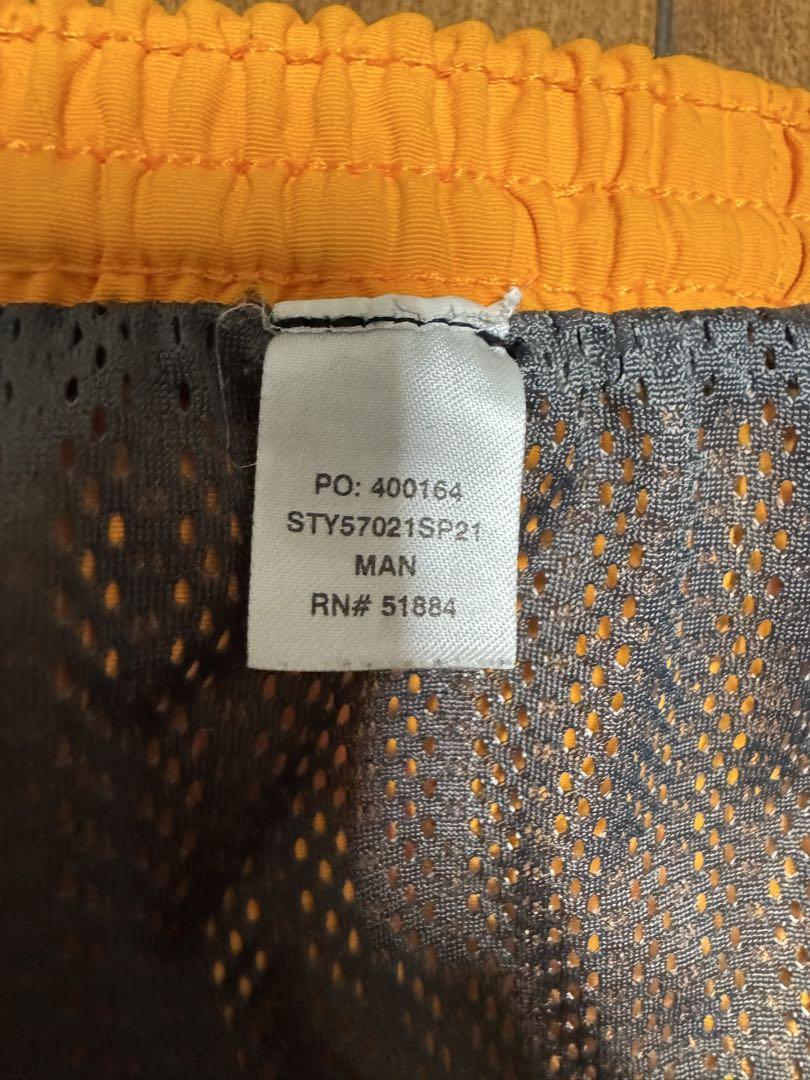 PO: 400164
STY57021SP21
MAN
RN# 51884